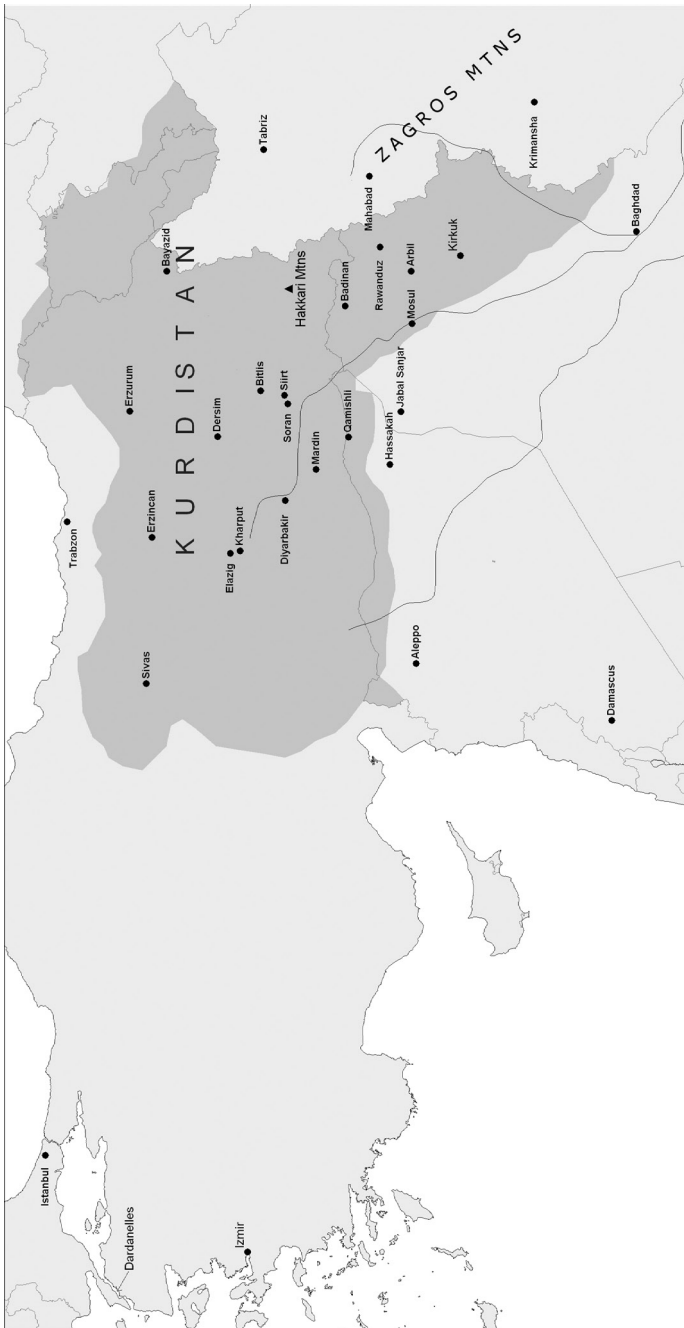 Istanbul
Dardanelles
Izmir
Trabzon
Sivas
Erzincan
Erzurum
Bayazid
KURDISTAN
Tabriz
Elazig
Kharput
Dersim
Bitlis
Siirt
Soran
Hakkari Mtns
Diyarbakir
Mardin
Qamishli
Badinan
Mahabad
ZAGROS MTNS
Rawanduz
Arbil
Mosul
Hassakah
Jabal Sanjar
Aleppo
Kirkuk
Krimansha
Damascus
Baghdad